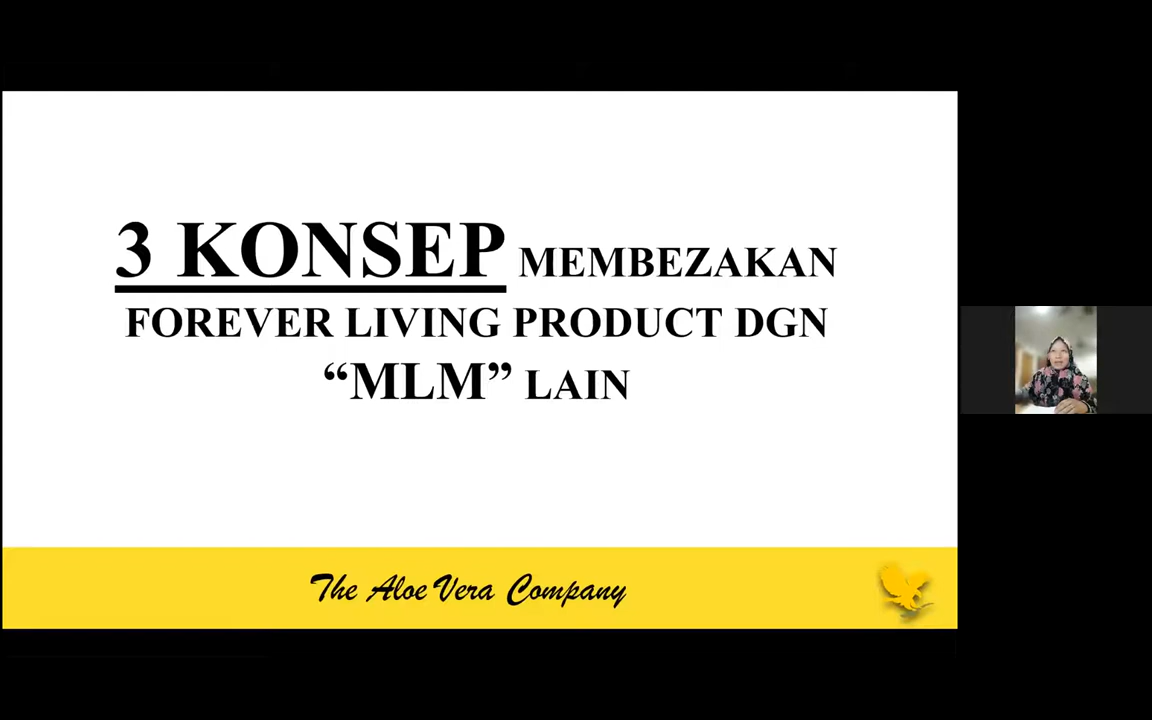 3 KONSEP MEMBEZAKAN
FOREVER LIVING PRODUCT DGN
“MLM” LAIN
The Aloe Vera Company